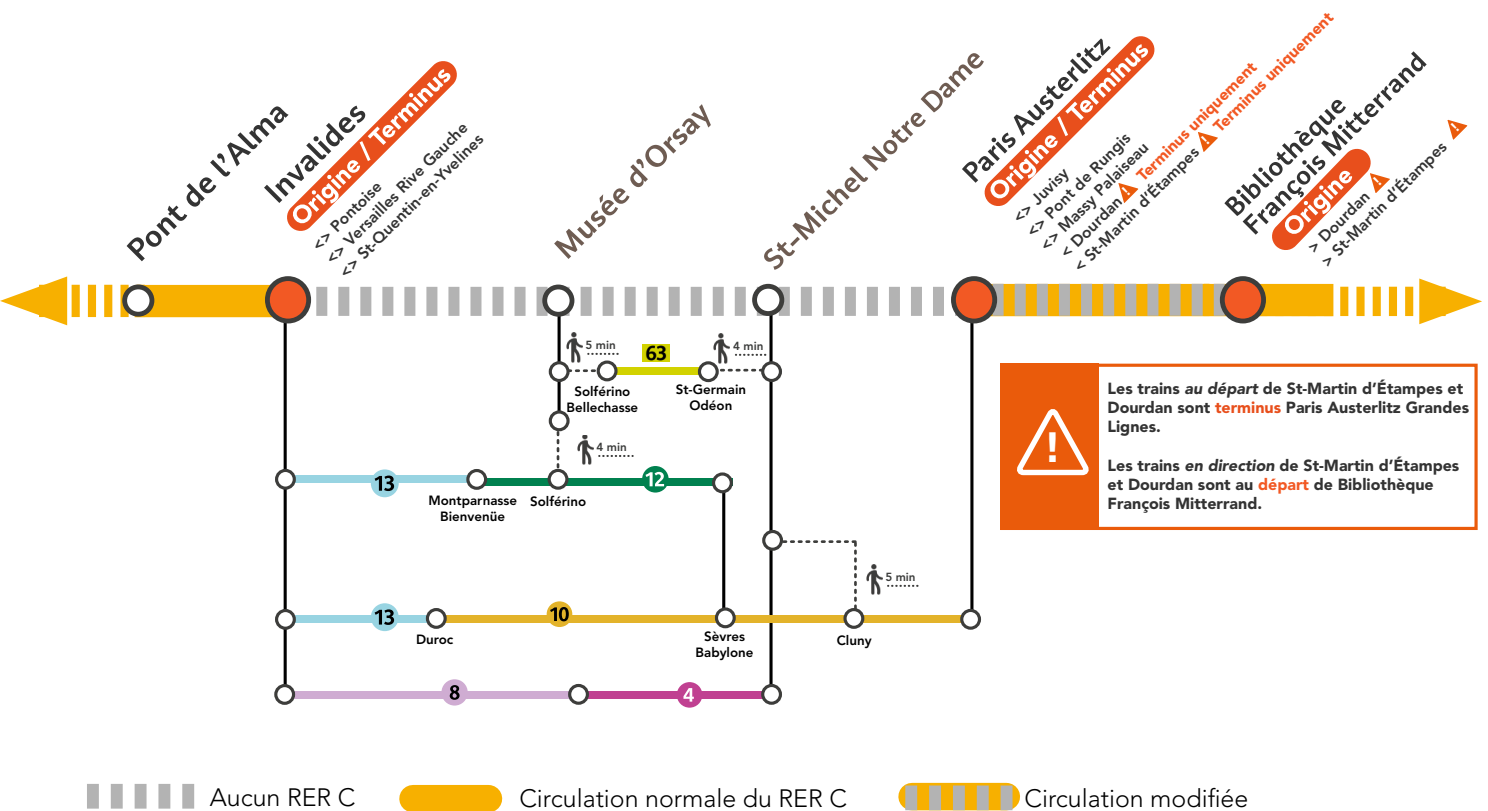 Pont de l'Alma
Invalides
Origine / Terminus
<> Pontoise
<> Versailles Rive Gauche
<> St-Quentin-en-Yvelines
Musée d'Orsay
St-Michel Notre Dame
Paris Austerlitz
Origine / Terminus
<> Juvisy
<> Pont de Rungis
<> Massy Palaiseau
< Dourdan ! Terminus uniquement
< St-Martin d'Étampes ! Terminus uniquement
Bibliothèque
François Mitterrand
Origine
> Dourdan !
> St-Martin d'Étampes !
5 min
63
4 min
Solférino
Bellechasse
St-Germain
Odéon
4 min
13
12
Montparnasse
Bienvenüe
Solférino
5 min
13
10
Duroc
Sèvres
Babylone
Cluny
8
4
!
Les trains au départ de St-Martin d'Étampes et
Dourdan sont terminus Paris Austerlitz Grandes
Lignes.
Les trains en direction de St-Martin d'Étampes
et Dourdan sont au départ de Bibliothèque
François Mitterrand.
Aucun RER C
Circulation normale du RER C
Circulation modifiée